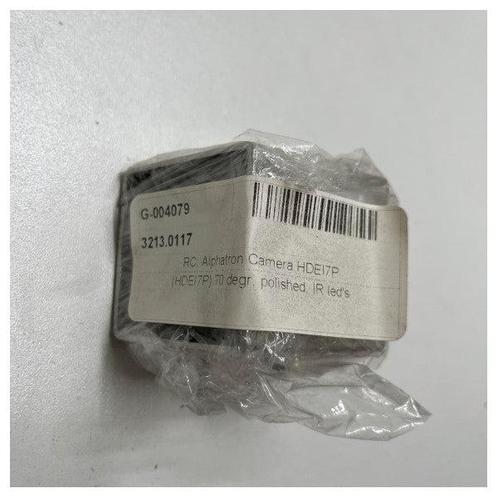 G-004079
3213.0117
RC, Alphatron Camera HDEI7P
(HDEI7P) 70 degr., polished, IR led's